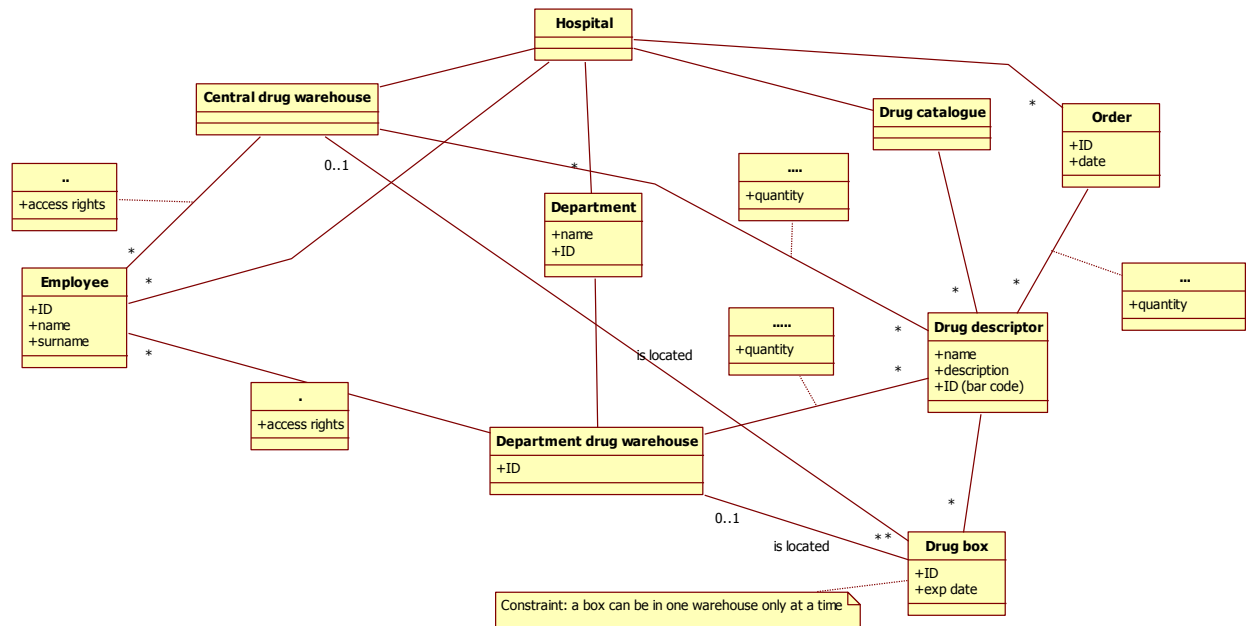 Hospital
Central drug warehouse
Drug catalogue
*
Order
+ID
+date
0..1
*
..
+access rights
....
+quantity
Department
+name
+ID
*
*
Employee
+ID
+name
+surname
*
*
*
...
+quantity
.....
+quantity
Drug descriptor
+name
+description
+ID (bar code)
*
*
is located
*
.
+access rights
Department drug warehouse
+ID
*
0..1
is located
* *
Drug box
+ID
+exp date
Constraint: a box can be in one warehouse only at a time